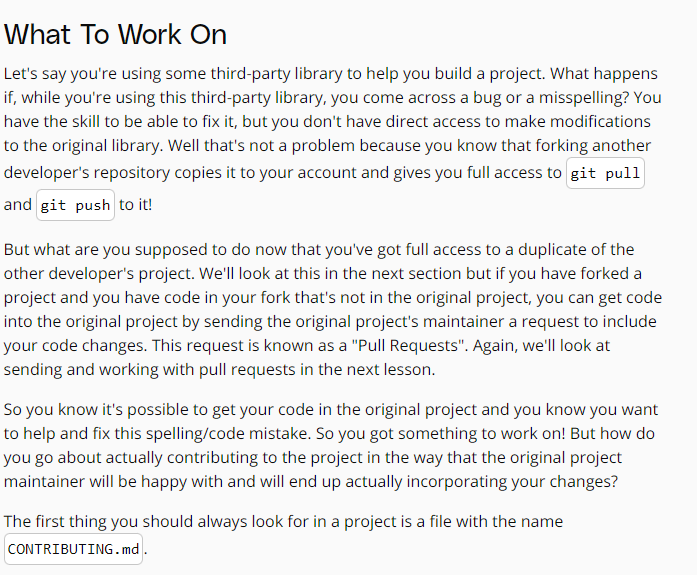 What To Work On
Let's say you're using some third-party library to help you build a project. What happens
if, while you're using this third-party library, you come across a bug or a misspelling? You
have the skill to be able to fix it, but you don't have direct access to make modifications
to the original library. Well that's not a problem because you know that forking another
developer's repository copies it to your account and gives you full access to git pull
and git push to it!
But what are you supposed to do now that you've got full access to a duplicate of the
other developer's project. We'll look at this in the next section but if you have forked a
project and you have code in your fork that's not in the original project, you can get code
into the original project by sending the original project's maintainer a request to include
your code changes. This request is known as a "Pull Requests". Again, we'll look at
sending and working with pull requests in the next lesson.
So you know it's possible to get your code in the original project and you know you want
to help and fix this spelling/code mistake. So you got something to work on! But how do
you go about actually contributing to the project in the way that the original project
maintainer will be happy with and will end up actually incorporating your changes?
The first thing you should always look for in a project is a file with the name
CONTRIBUTING.md.